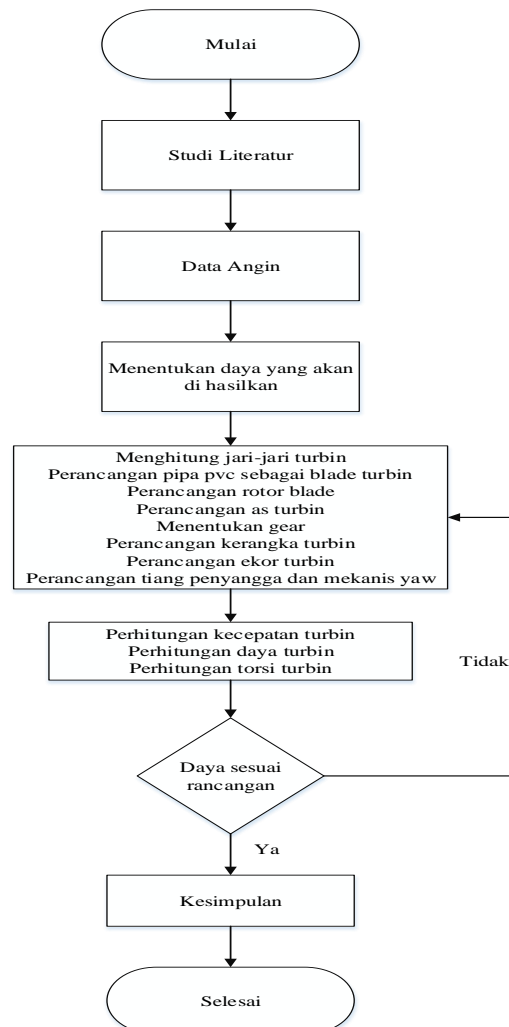 Mulai
Studi Literatur
Data Angin
Menentukan daya yang akan
di hasilkan
Menghitung jari-jari turbin
Perancangan pipa pvc sebagai blade turbin
Perancangan rotor blade
Perancangan as turbin
Menentukan gear
Perancangan kerangka turbin
Perancangan ekor turbin
Perancangan tiang penyangga dan mekanis yaw
Perhitungan kecepatan turbin
Perhitungan daya turbin
Perhitungan torsi turbin
Tidak
Daya sesuai
rancangan
Ya
Kesimpulan
Selesai